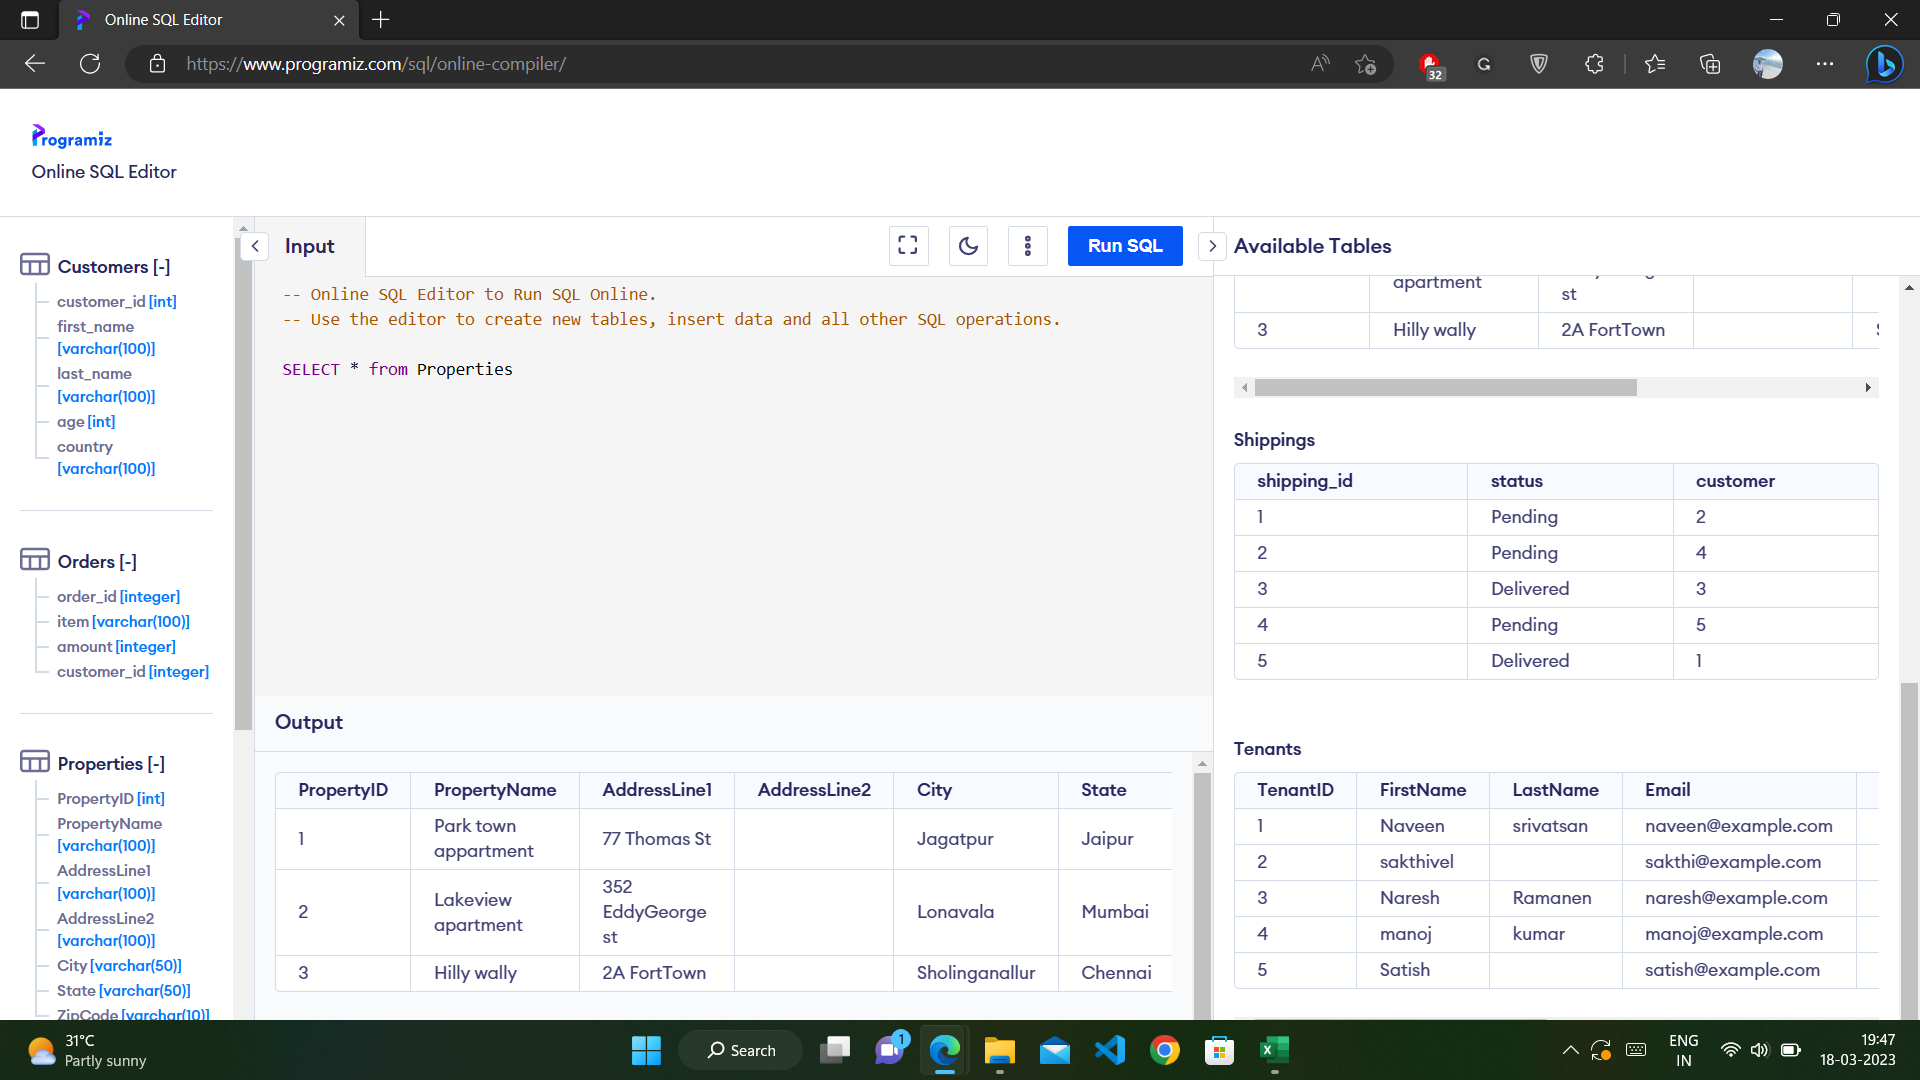 Online SQL Editor
https://www.programiz.com/sql/online-compiler/
32
Programiz
Online SQL Editor
Customers [-]
customer_id [int]
first_name
[varchar(100)]
last_name
[varchar(100)]
age [int]
country
[varchar(100)]
Orders [-]
order_id [integer]
item [varchar(100)]
amount [integer]
customer_id [integer]
Properties [-]
PropertyID [int]
PropertyName
[varchar(100)]
AddressLine1
[varchar(100)]
AddressLine2
[varchar(100)]
City [varchar(50)]
State [varchar(50)]
ZipCode [varchar(10)]
Input
Run SQL
-- Online SQL Editor to Run SQL Online.
-- Use the editor to create new tables, insert data and all other SQL operations.
SELECT * from Properties
Output
PropertyID PropertyName AddressLine1 AddressLine2 City State
1 Park town appartment 77 Thomas St Jagatpur Jaipur
2 Lakeview apartment 352 EddyGeorge st Lonavala Mumbai
3 Hilly wally 2A FortTown Sholinganallur Chennai
Available Tables
apartment st
3 Hilly wally 2A FortTown
Shippings
shipping_id status customer
1 Pending 2
2 Pending 4
3 Delivered 3
4 Pending 5
5 Delivered 1
Tenants
TenantID FirstName LastName Email
1 Naveen srivatsan naveen@example.com
2 sakthivel sakthi@example.com
3 Naresh Ramanen naresh@example.com
4 manoj kumar manoj@example.com
5 Satish satish@example.com
31°C
Partly sunny
Search
1
ENG
IN
19:47
18-03-2023